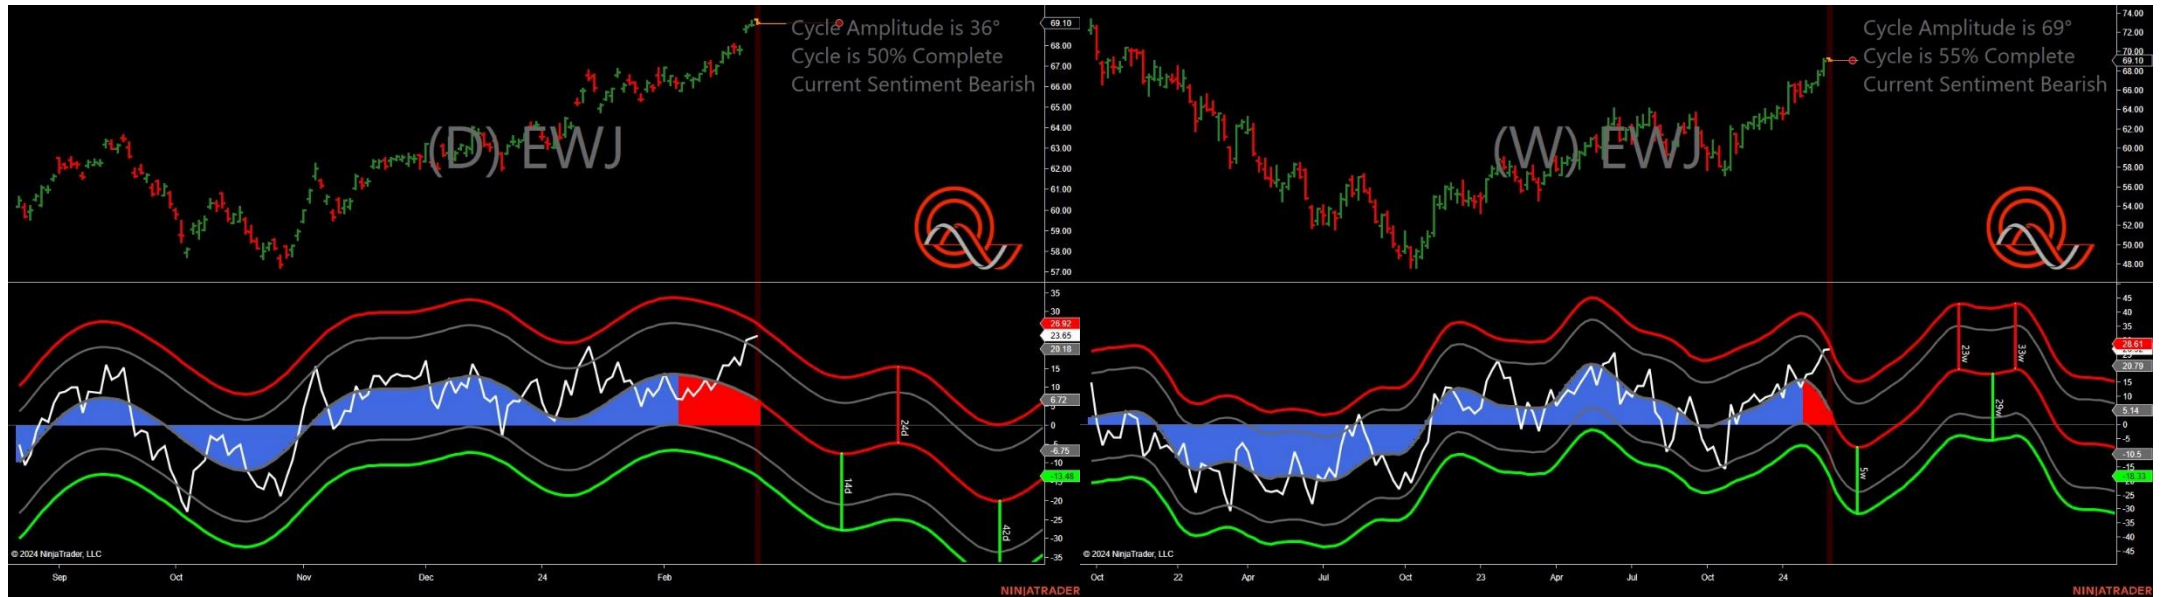 Cycle Amplitude is 36°
Cycle is 50% Complete
Current Sentiment Bearish
(D) EWJ
69.10
68.00
67.00
66.00
65.00
64.00
63.00
62.00
61.00
60.00
59.00
58.00
57.00
35
30
26.92
23.65
20.18
15
10
6.72
0
-5
-6.75
-10
-13.48
-20
-25
-30
-35
14d
24d
42d
© 2024 NinjaTrader, LLC
Sep
Oct
Nov
Dec
24
Feb
NINJATRADER
Cycle Amplitude is 69°
Cycle is 55% Complete
Current Sentiment Bearish
(W) EWJ
74.00
72.00
70.00
69.10
68.00
66.00
64.00
62.00
60.00
58.00
56.00
54.00
52.00
50.00
48.00
45
40
35
30
28.61
20.79
15
10
5.14
0
-5
-10.5
-15
-18.33
-25
-30
-35
-40
-45
5w
23w
29w
33w
© 2024 NinjaTrader, LLC
Oct
22
Apr
Jul
Oct
23
Apr
Jul
Oct
24
NINJATRADER